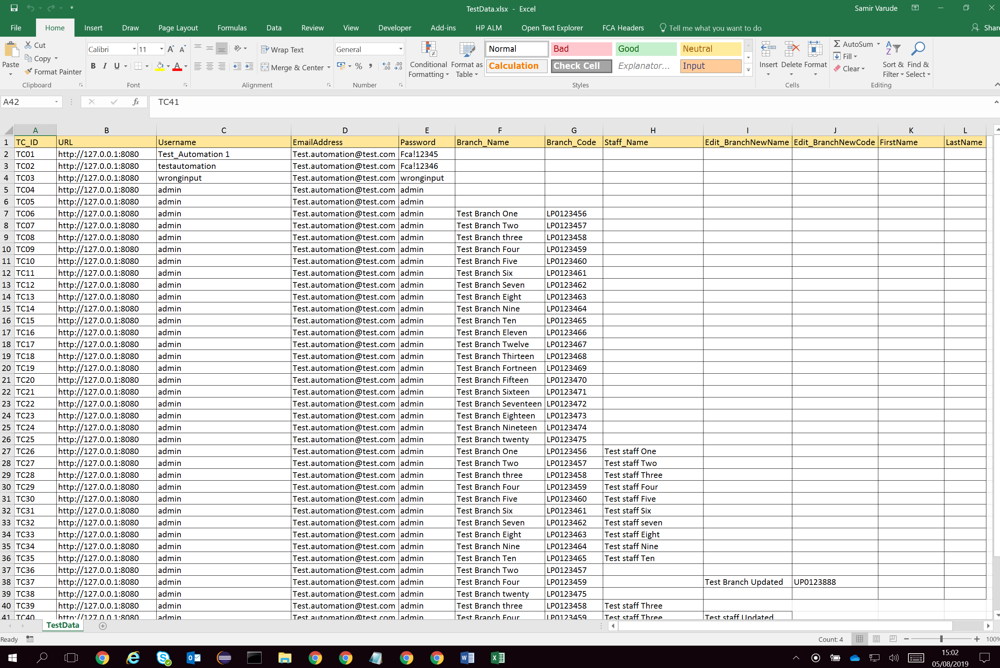 TestData.xlsx - Excel
Samir Varude
File Home Insert Draw Page Layout Formulas Data Review View Developer Add-ins HP ALM Open Text Explorer FCA Headers Tell me what you want to do Share
Paste
Cut
Copy
Format Painter
Clipboard
Calibri 11
B I U
Font
Wrap Text
Merge & Center
Alignment
General
Number
Conditional Formatting
Format as Table
Normal Bad Good Neutral
Calculation Check Cell Explanator... Input
Styles
Insert Delete Format
Cells
AutoSum
Fill
Clear
Sort & Filter
Find & Select
Editing
A42 fx TC41
A B C D E F G H I J K L
1 TC_ID URL Username EmailAddress Password Branch_Name Branch_Code Staff_Name Edit_BranchNewName Edit_BranchNewCode FirstName LastName
2 TC01 http://127.0.0.1:8080 Test_Automation 1 Test.automation@test.com Fca!12345
3 TC02 http://127.0.0.1:8080 testautomation Test.automation@test.com Fca!12346
4 TC03 http://127.0.0.1:8080 wronginput Test.automation@test.com wronginput
5 TC04 http://127.0.0.1:8080 admin Test.automation@test.com admin
6 TC05 http://127.0.0.1:8080 admin Test.automation@test.com admin
7 TC06 http://127.0.0.1:8080 admin Test.automation@test.com admin Test Branch One LP0123456
8 TC07 http://127.0.0.1:8080 admin Test.automation@test.com admin Test Branch Two LP0123457
9 TC08 http://127.0.0.1:8080 admin Test.automation@test.com admin Test Branch three LP0123458
10 TC09 http://127.0.0.1:8080 admin Test.automation@test.com admin Test Branch Four LP0123459
11 TC10 http://127.0.0.1:8080 admin Test.automation@test.com admin Test Branch Five LP0123460
12 TC11 http://127.0.0.1:8080 admin Test.automation@test.com admin Test Branch Six LP0123461
13 TC12 http://127.0.0.1:8080 admin Test.automation@test.com admin Test Branch Seven LP0123462
14 TC13 http://127.0.0.1:8080 admin Test.automation@test.com admin Test Branch Eight LP0123463
15 TC14 http://127.0.0.1:8080 admin Test.automation@test.com admin Test Branch Nine LP0123464
16 TC15 http://127.0.0.1:8080 admin Test.automation@test.com admin Test Branch Ten LP0123465
17 TC16 http://127.0.0.1:8080 admin Test.automation@test.com admin Test Branch Eleven LP0123466
18 TC17 http://127.0.0.1:8080 admin Test.automation@test.com admin Test Branch Twelve LP0123467
19 TC18 http://127.0.0.1:8080 admin Test.automation@test.com admin Test Branch Thirteen LP0123468
20 TC19 http://127.0.0.1:8080 admin Test.automation@test.com admin Test Branch Fortneen LP0123469
21 TC20 http://127.0.0.1:8080 admin Test.automation@test.com admin Test Branch Fifteen LP0123470
22 TC21 http://127.0.0.1:8080 admin Test.automation@test.com admin Test Branch Sixteen LP0123471
23 TC22 http://127.0.0.1:8080 admin Test.automation@test.com admin Test Branch Seventeen LP0123472
24 TC23 http://127.0.0.1:8080 admin Test.automation@test.com admin Test Branch Eighteen LP0123473
25 TC24 http://127.0.0.1:8080 admin Test.automation@test.com admin Test Branch Nineteen LP0123474
26 TC25 http://127.0.0.1:8080 admin Test.automation@test.com admin Test Branch twenty LP0123475
27 TC26 http://127.0.0.1:8080 admin Test.automation@test.com admin Test Branch One LP0123456 Test staff One
28 TC27 http://127.0.0.1:8080 admin Test.automation@test.com admin Test Branch Two LP0123457 Test staff Two
29 TC28 http://127.0.0.1:8080 admin Test.automation@test.com admin Test Branch three LP0123458 Test staff Three
30 TC29 http://127.0.0.1:8080 admin Test.automation@test.com admin Test Branch Four LP0123459 Test staff Four
31 TC30 http://127.0.0.1:8080 admin Test.automation@test.com admin Test Branch Five LP0123460 Test staff Five
32 TC31 http://127.0.0.1:8080 admin Test.automation@test.com admin Test Branch Six LP0123461 Test staff Six
33 TC32 http://127.0.0.1:8080 admin Test.automation@test.com admin Test Branch Seven LP0123462 Test staff seven
34 TC33 http://127.0.0.1:8080 admin Test.automation@test.com admin Test Branch Eight LP0123463 Test staff Eight
35 TC34 http://127.0.0.1:8080 admin Test.automation@test.com admin Test Branch Nine LP0123464 Test staff Nine
36 TC35 http://127.0.0.1:8080 admin Test.automation@test.com admin Test Branch Ten LP0123465 Test staff Ten
37 TC36 http://127.0.0.1:8080 admin Test.automation@test.com admin Test Branch Two LP0123457
38 TC37 http://127.0.0.1:8080 admin Test.automation@test.com admin Test Branch Four LP0123459 Test Branch Updated UP0123888
39 TC38 http://127.0.0.1:8080 admin Test.automation@test.com admin Test Branch twenty LP0123475
40 TC39 http://127.0.0.1:8080 admin Test.automation@test.com admin Test Branch three LP0123458 Test staff Three
41 TC40 http://127.0.0.1:8080 admin Test.automation@test.com admin Test Branch Four LP0123459 Test staff Three Test staff Updated
TestData
Ready Count: 4 100%
15:02
05/08/2019